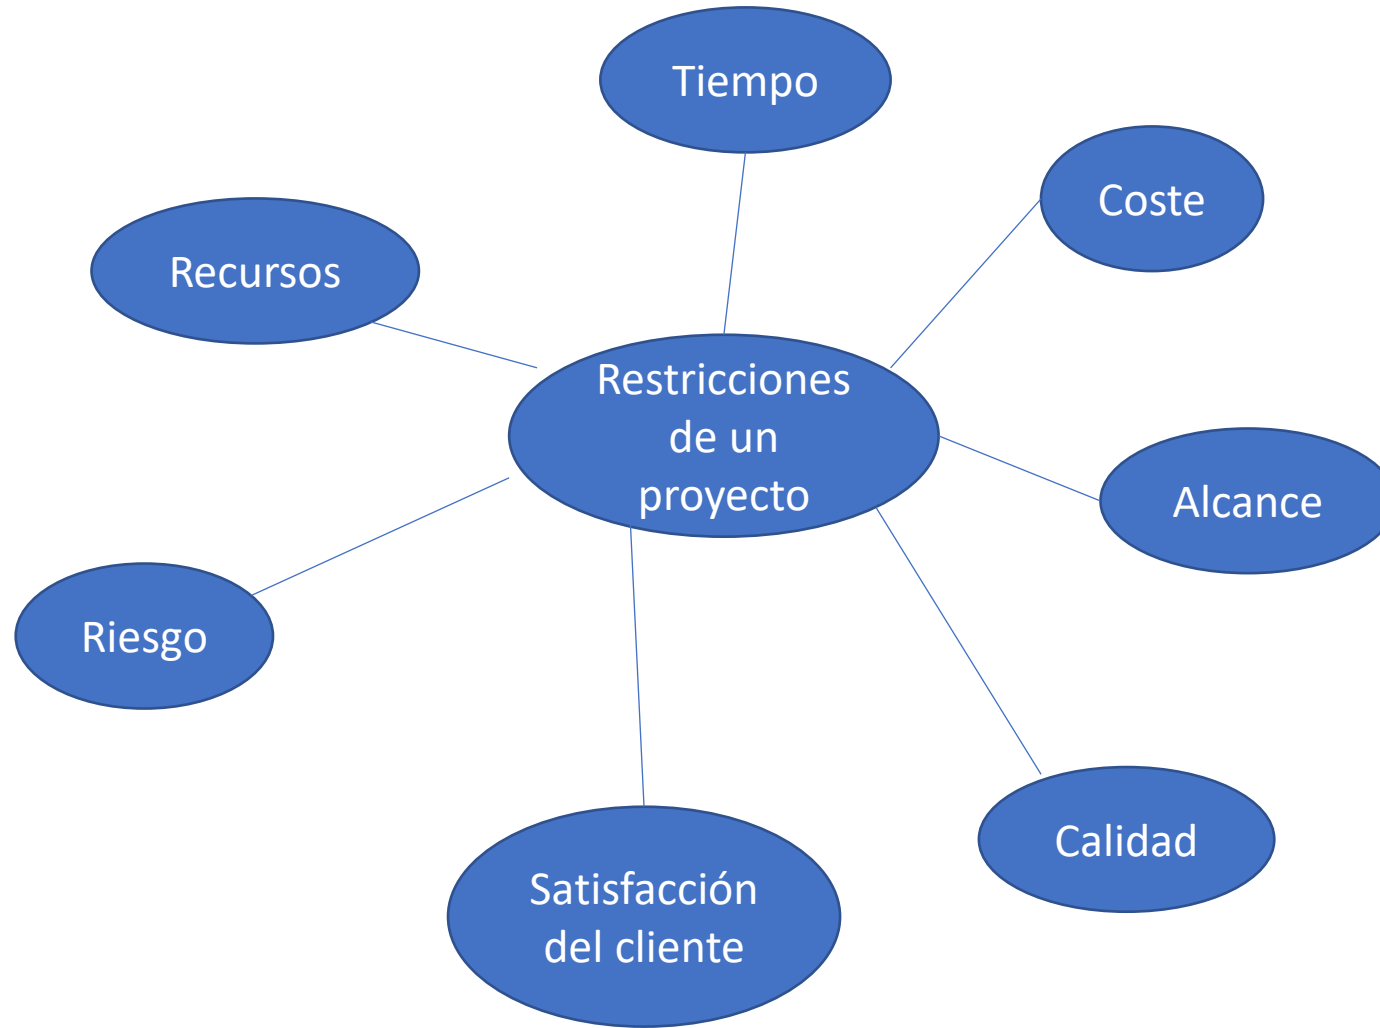 Tiempo
Coste
Recursos
Restricciones
de un
proyecto
Alcance
Riesgo
Calidad
Satisfacción
del cliente